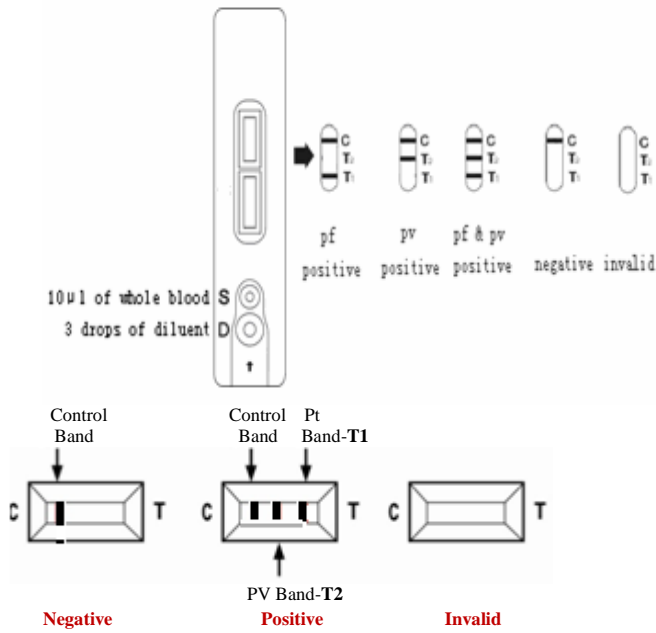 C C C C C
T₂ T₂ T₂ T₂ T₂
T₁ T₁ T₁ T₁ T₁
pf positive
pv positive
pf & pv positive
negative
invalid
10μl of whole blood S
3 drops of diluent D
Control Band
Control Band
Pt Band-T1
C T
C T
C T
PV Band-T2
Negative Positive Invalid